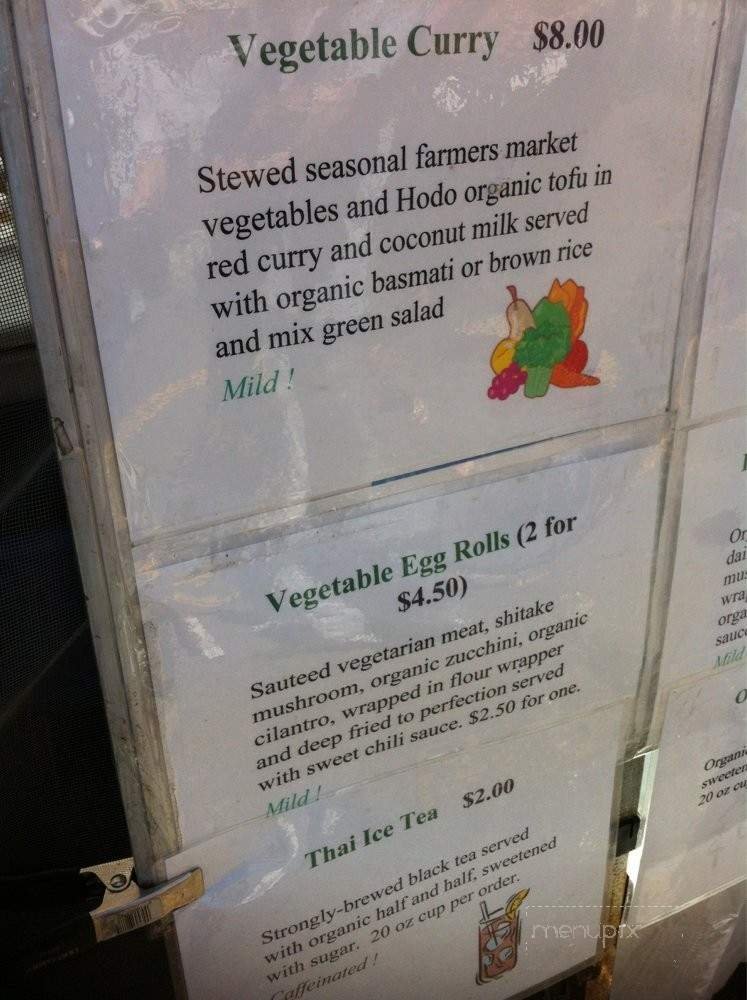 Vegetable Curry $8.00
Stewed seasonal farmers market
vegetables and Hodo organic tofu in
red curry and coconut milk served
with organic basmati or brown rice
and mix green salad
Mild !
Vegetable Egg Rolls (2 for
$4.50)
Sauteed vegetarian meat, shitake
mushroom, organic zucchini, organic
cilantro, wrapped in flour wrapper
and deep fried to perfection served
with sweet chili sauce. $2.50 for one.
Mild !
Thai Ice Tea $2.00
Strongly-brewed black tea served
with organic half and half, sweetened
with sugar. 20 oz cup per order.
Caffeinated !
Mild
20 oz
menupix